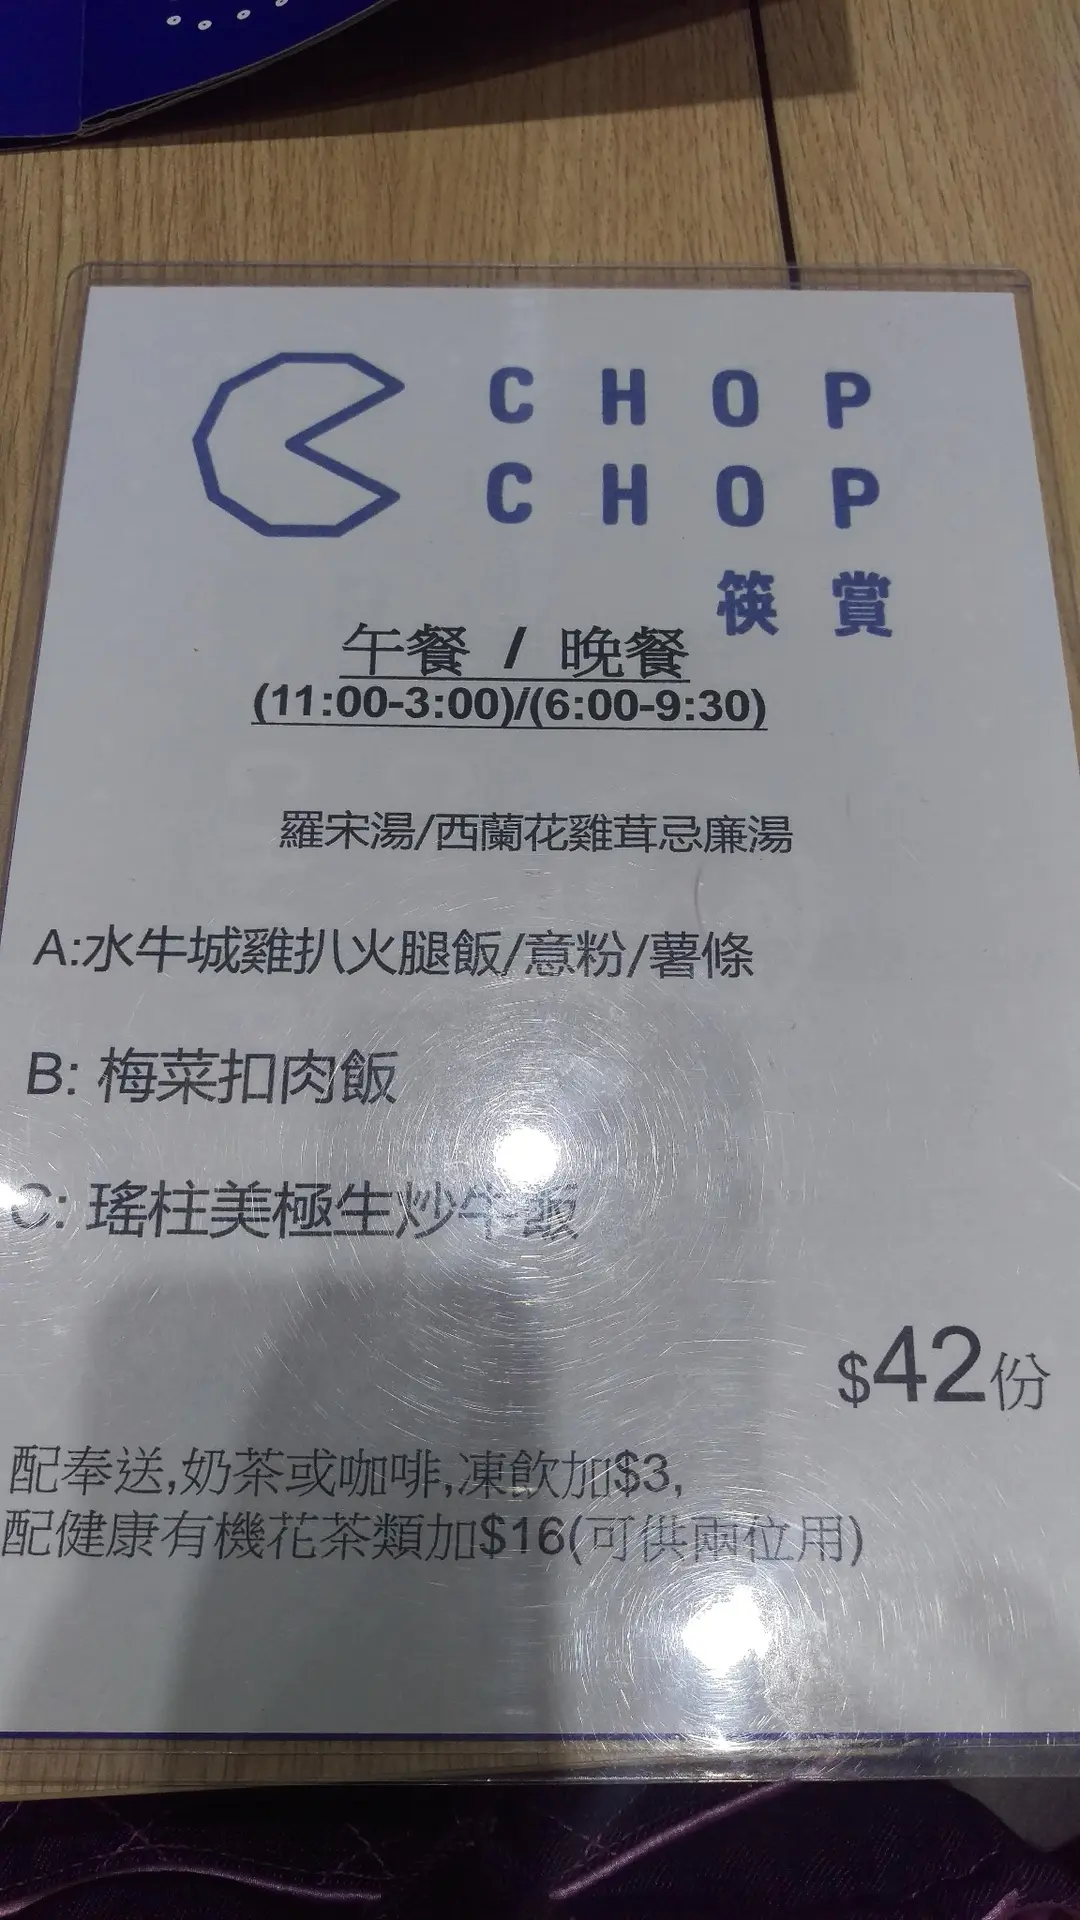 CHOP
CHOP
筷賞
午餐 / 晚餐
(11:00-3:00)/(6:00-9:30)
羅宋湯/西蘭花雞茸忌廉湯
A:水牛城雞扒火腿飯/意粉/薯條
B: 梅菜扣肉飯
C: 瑤柱美極生炒牛飯
$42份
配奉送,奶茶或咖啡,凍飲加$3,
配健康有機花茶類加$16(可供兩位用)